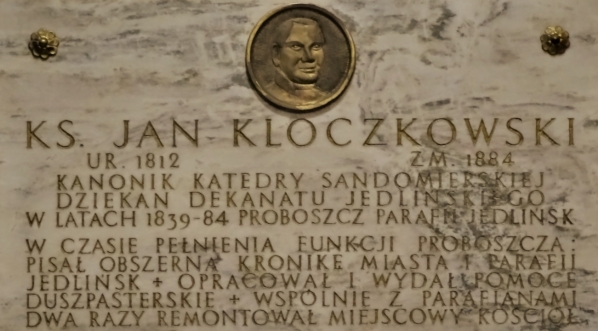 KS. JAN KLOCZKOWSKI
UR. 1812 ZM. 1884
KANONIK KATEDRY SANDOMIERSKIEJ
DZIEKAN DEKANATU JEDLIŃSKIEGO
W LATACH 1839-84 PROBOSZCZ PARAFII JEDLIŃSK
W CZASIE PEŁNIENIA FUNKCJI PROBOSZCZA:
PISAŁ OBSZERNĄ KRONIKĘ MIASTA I PARAFII
JEDLIŃSK + OPRACOWAŁ I WYDAŁ POMOCE
DUSZPASTERSKIE + WSPÓLNIE Z PARAFIANAMI
DWA RAZY REMONTOWAŁ MIEJSCOWY KOŚCIÓŁ